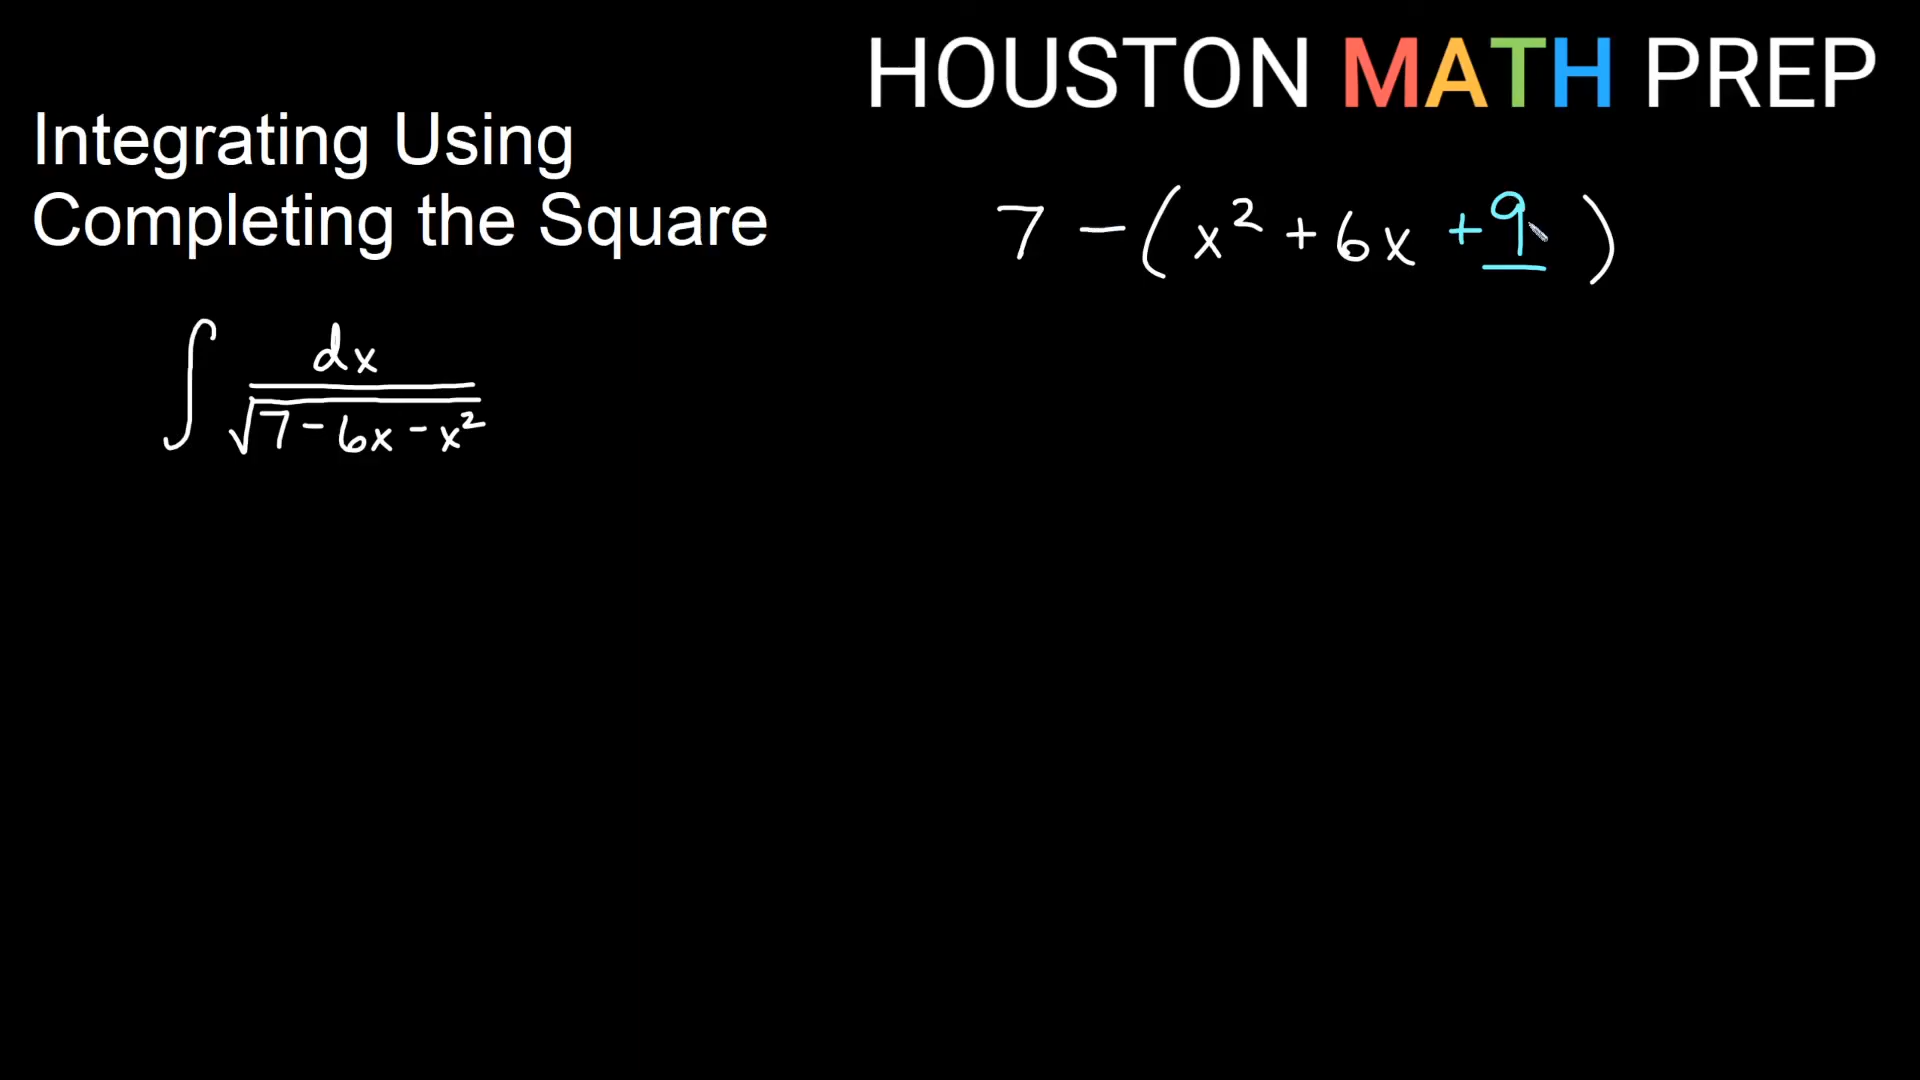 HOUSTON MATH PREP
Integrating Using
Completing the Square
7 - (x² + 6x + 9 )
∫ dx
√7 - 6x - x²